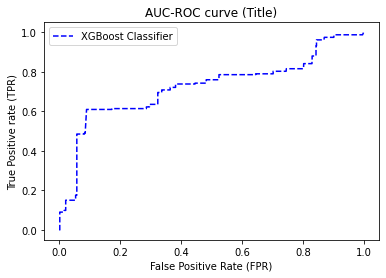 AUC-ROC curve (Title)
XGBoost Classifier
True Positive rate (TPR)
1.0
0.8
0.6
0.4
0.2
0.0
0.0 0.2 0.4 0.6 0.8 1.0
False Positive Rate (FPR)